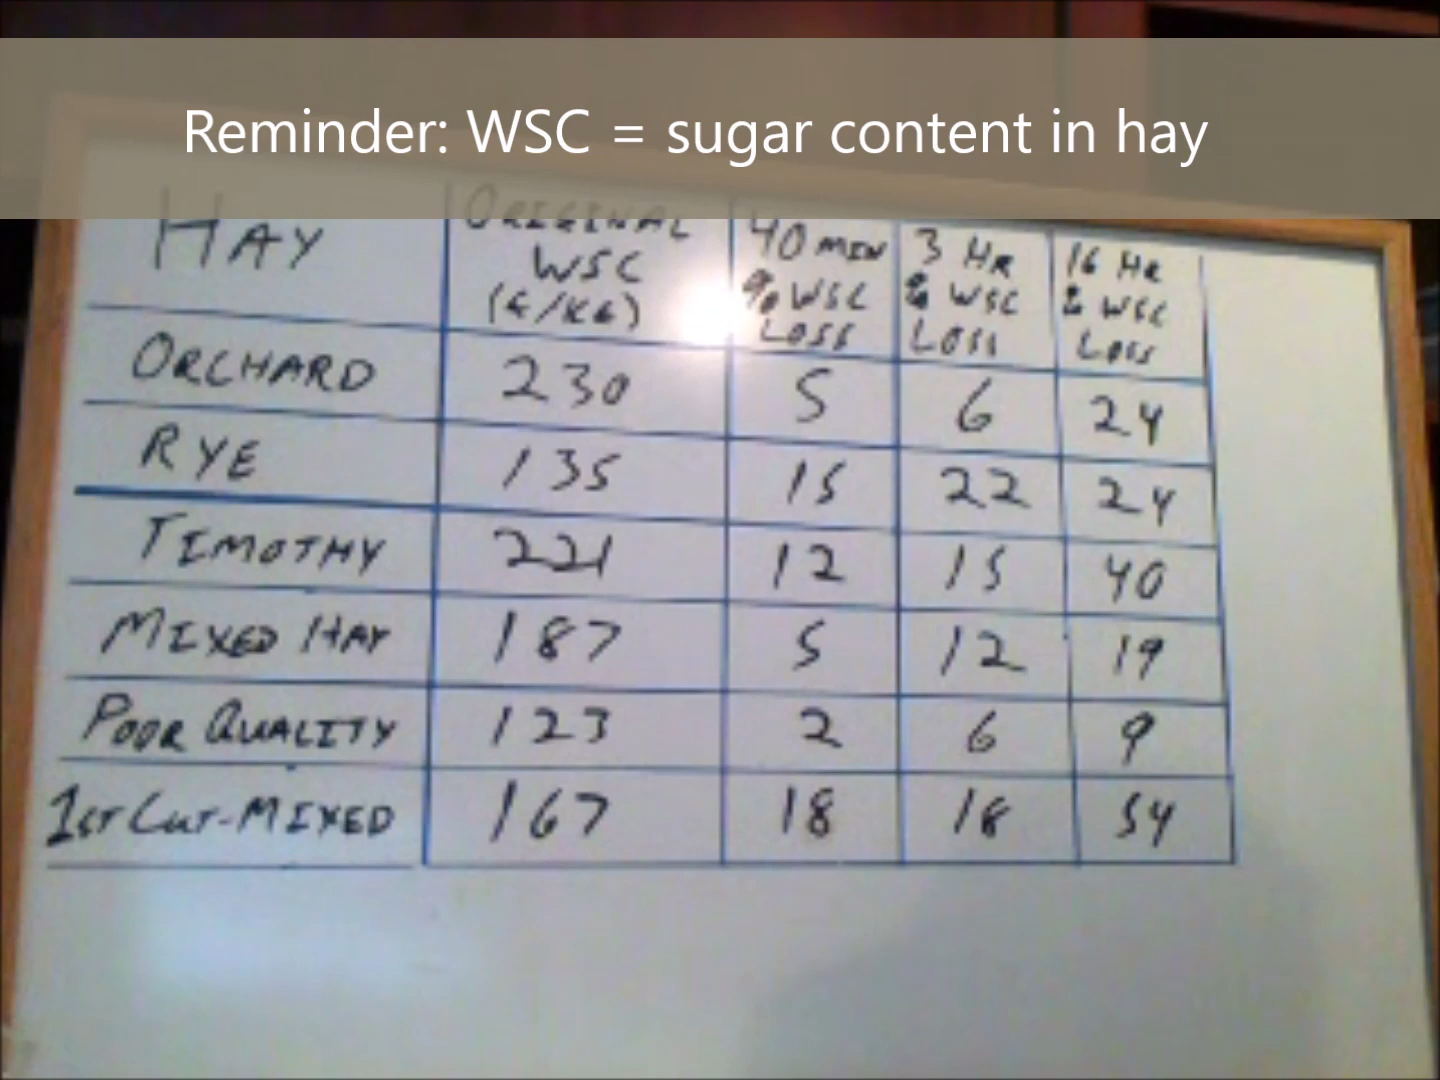 Reminder: WSC = sugar content in hay
HAY
ORIGINAL
WSC
(G/KG)
40 MIN
% WSC
LOSS
3 HR
% WSC
LOSS
16 HR
% WSC
LOSS
ORCHARD 230 5 6 24
RYE 135 15 22 24
TIMOTHY 221 12 15 40
MIXED HAY 187 5 12 19
POOR QUALITY 123 2 6 9
1ST CUT-MIXED 167 18 18 54